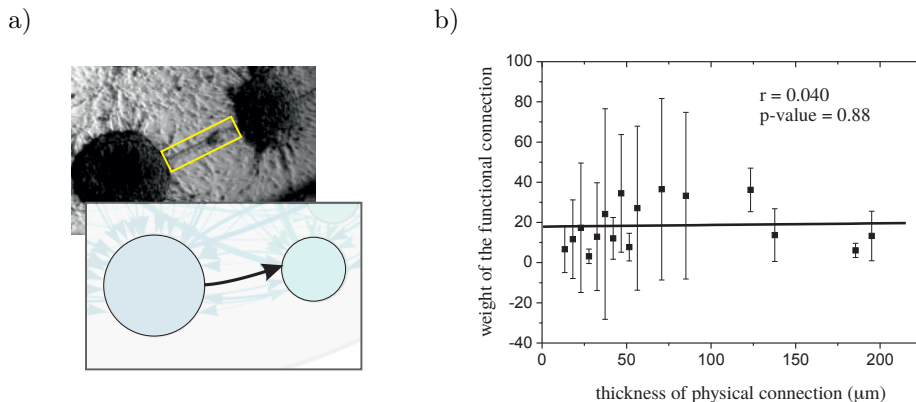 a)
b)
weight of the functional connection
100
80
60
40
20
0
-20
-40
r = 0.040
p-value = 0.88
0
50
100
150
200
thickness of physical connection (μm)